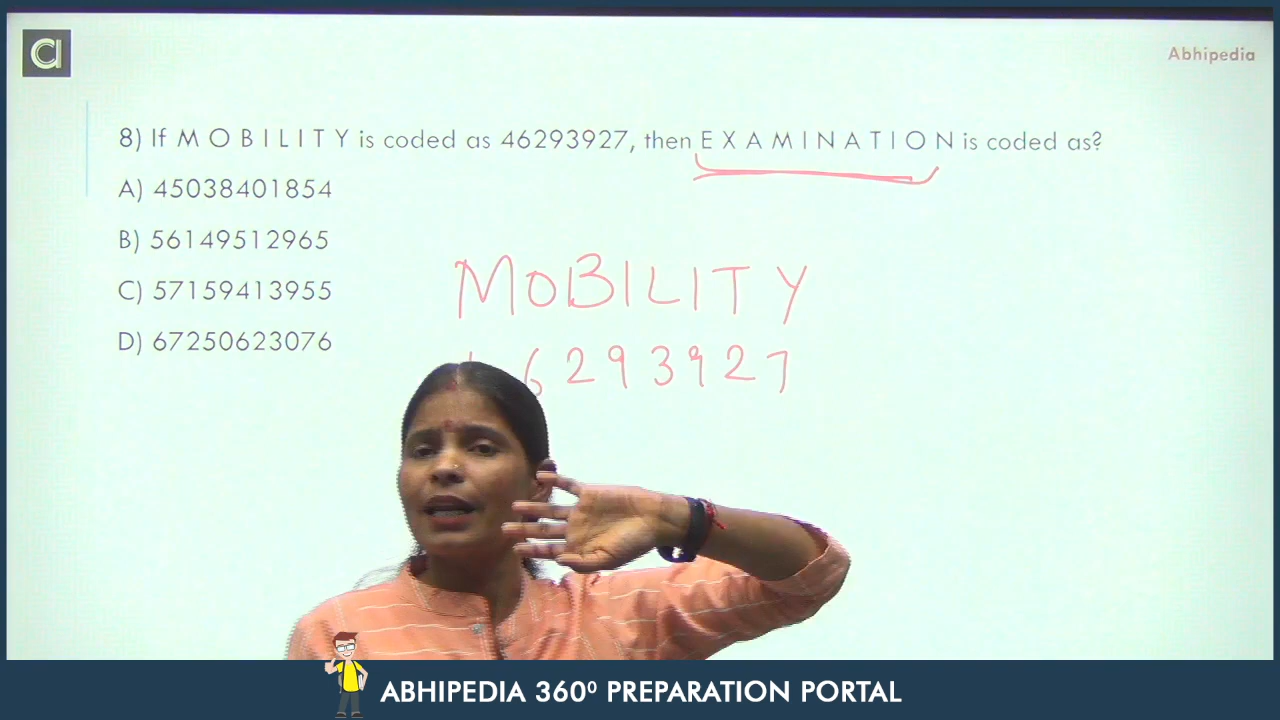 Abhipedia
8) If M O B I L I T Y is coded as 46293927, then E X A M I N A T I O N is coded as?
A) 45038401854
B) 56149512965
C) 57159413955
D) 67250623076
MOBILITY
6293927
ABHIPEDIA 360⁰ PREPARATION PORTAL